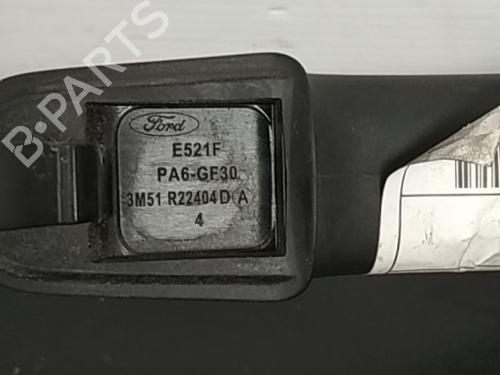 B-PARTS
Ford
E521F
PA6-GF30
3M51 R22404 D A
4